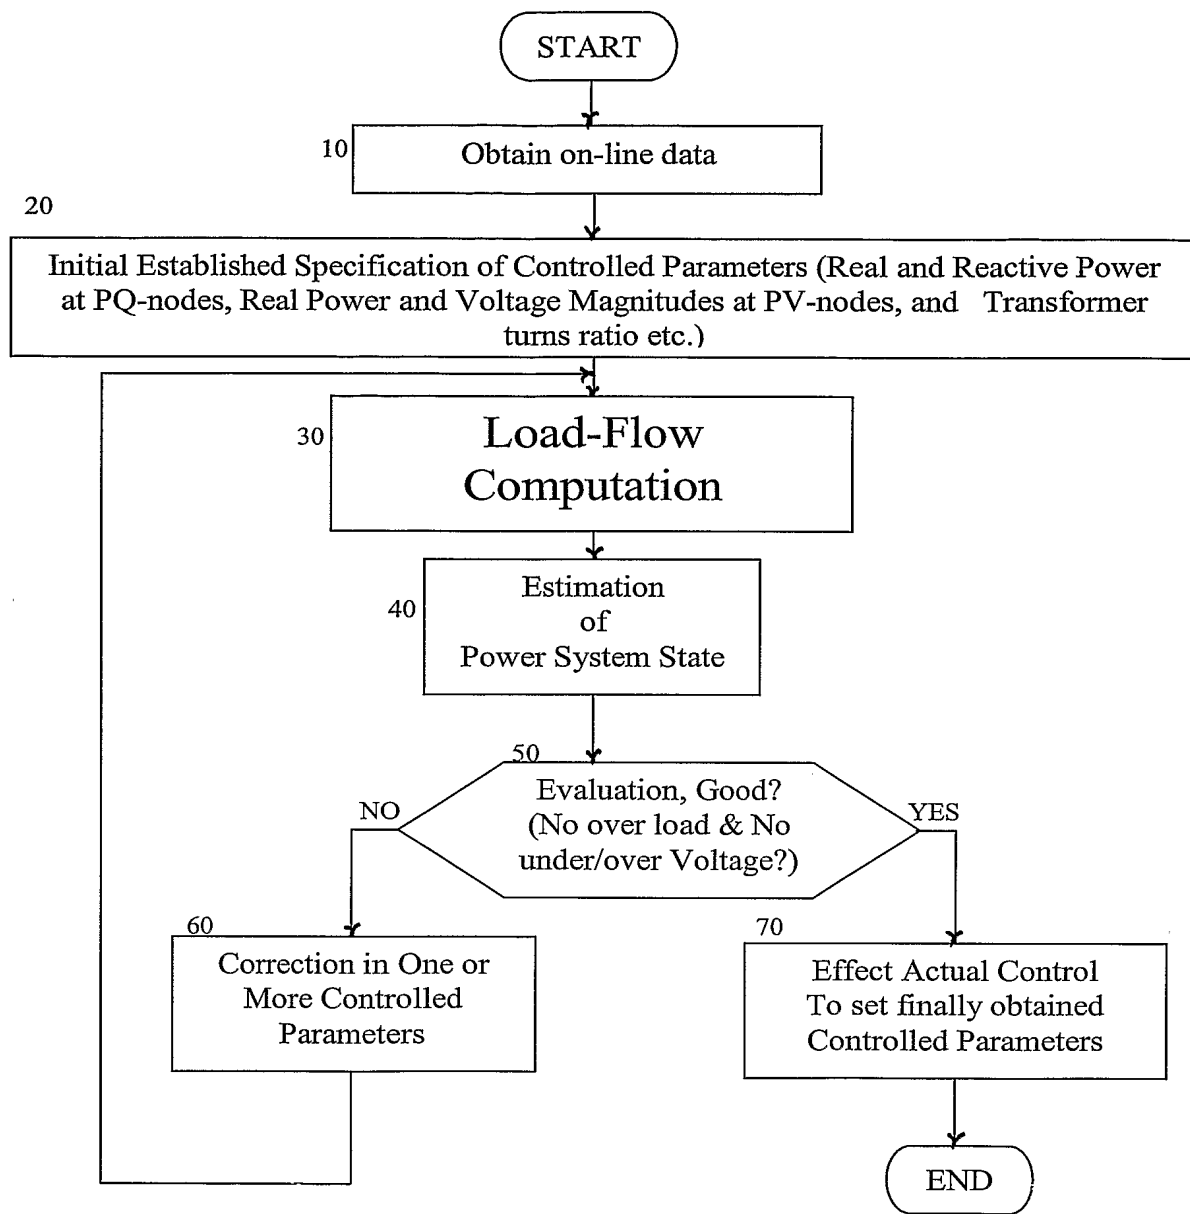 START
10
Obtain on-line data
20
Initial Established Specification of Controlled Parameters (Real and Reactive Power
at PQ-nodes, Real Power and Voltage Magnitudes at PV-nodes, and Transformer
turns ratio etc.)
30
Load-Flow
Computation
40
Estimation
of
Power System State
50
Evaluation, Good?
(No over load & No
under/over Voltage?)
NO
YES
60
Correction in One or
More Controlled
Parameters
70
Effect Actual Control
To set finally obtained
Controlled Parameters
END